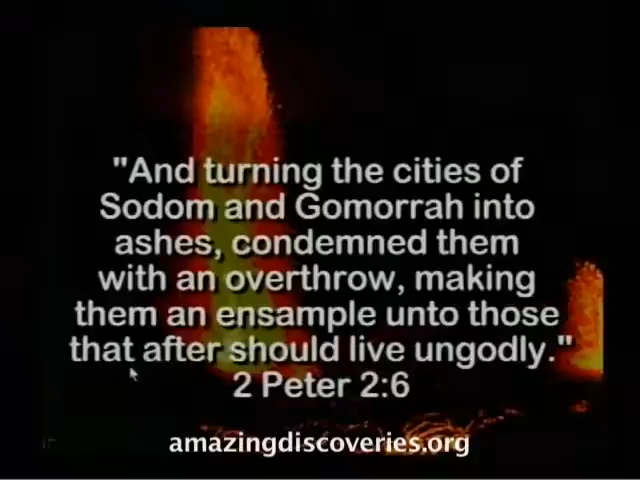 "And turning the cities of
Sodom and Gomorrah into
ashes, condemned them
with an overthrow, making
them an ensample unto those
that after should live ungodly."
2 Peter 2:6
amazingdiscoveries.org